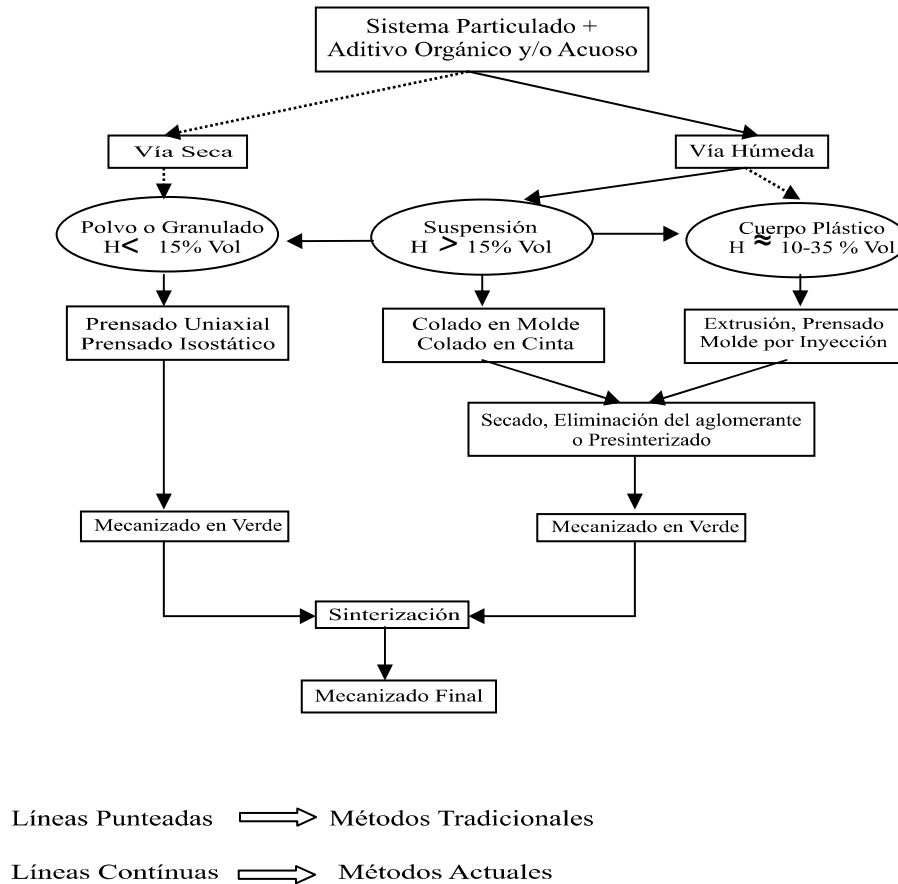 Sistema Particulado +
Aditivo Orgánico y/o Acuoso
Vía Seca
Vía Húmeda
Polvo o Granulado
H< 15% Vol
Suspensión
H > 15% Vol
Cuerpo Plástico
H ≈ 10-35 % Vol
Prensado Uniaxial
Prensado Isostático
Colado en Molde
Colado en Cinta
Extrusión, Prensado
Molde por Inyección
Secado, Eliminación del aglomerante
o Presinterizado
Mecanizado en Verde
Mecanizado en Verde
Sinterización
Mecanizado Final
Líneas Punteadas
Métodos Tradicionales
Líneas Contínuas
Métodos Actuales